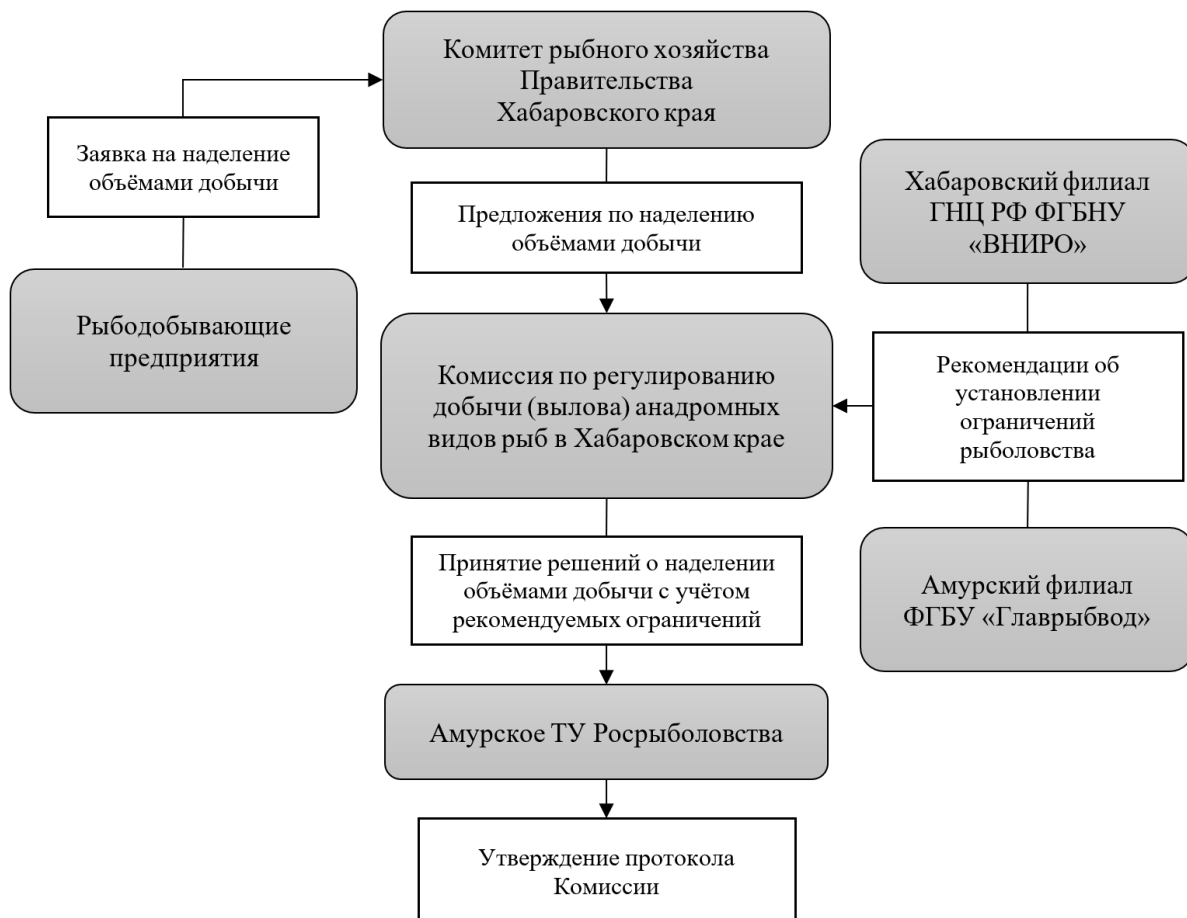 Комитет рыбного хозяйства
Правительства
Хабаровского края
Заявка на наделение
объёмами добычи
Рыбодобывающие
предприятия
Предложения по наделению
объёмами добычи
Хабаровский филиал
ГНЦ РФ ФГБНУ
«ВНИРО»
Комиссия по регулированию
добычи (вылова) анадромных
видов рыб в Хабаровском крае
Рекомендации об
установлении
ограничений
рыболовства
Амурский филиал
ФГБУ «Главрыбвод»
Принятие решений о наделении
объёмами добычи с учётом
рекомендуемых ограничений
Амурское ТУ Росрыболовства
Утверждение протокола
Комиссии